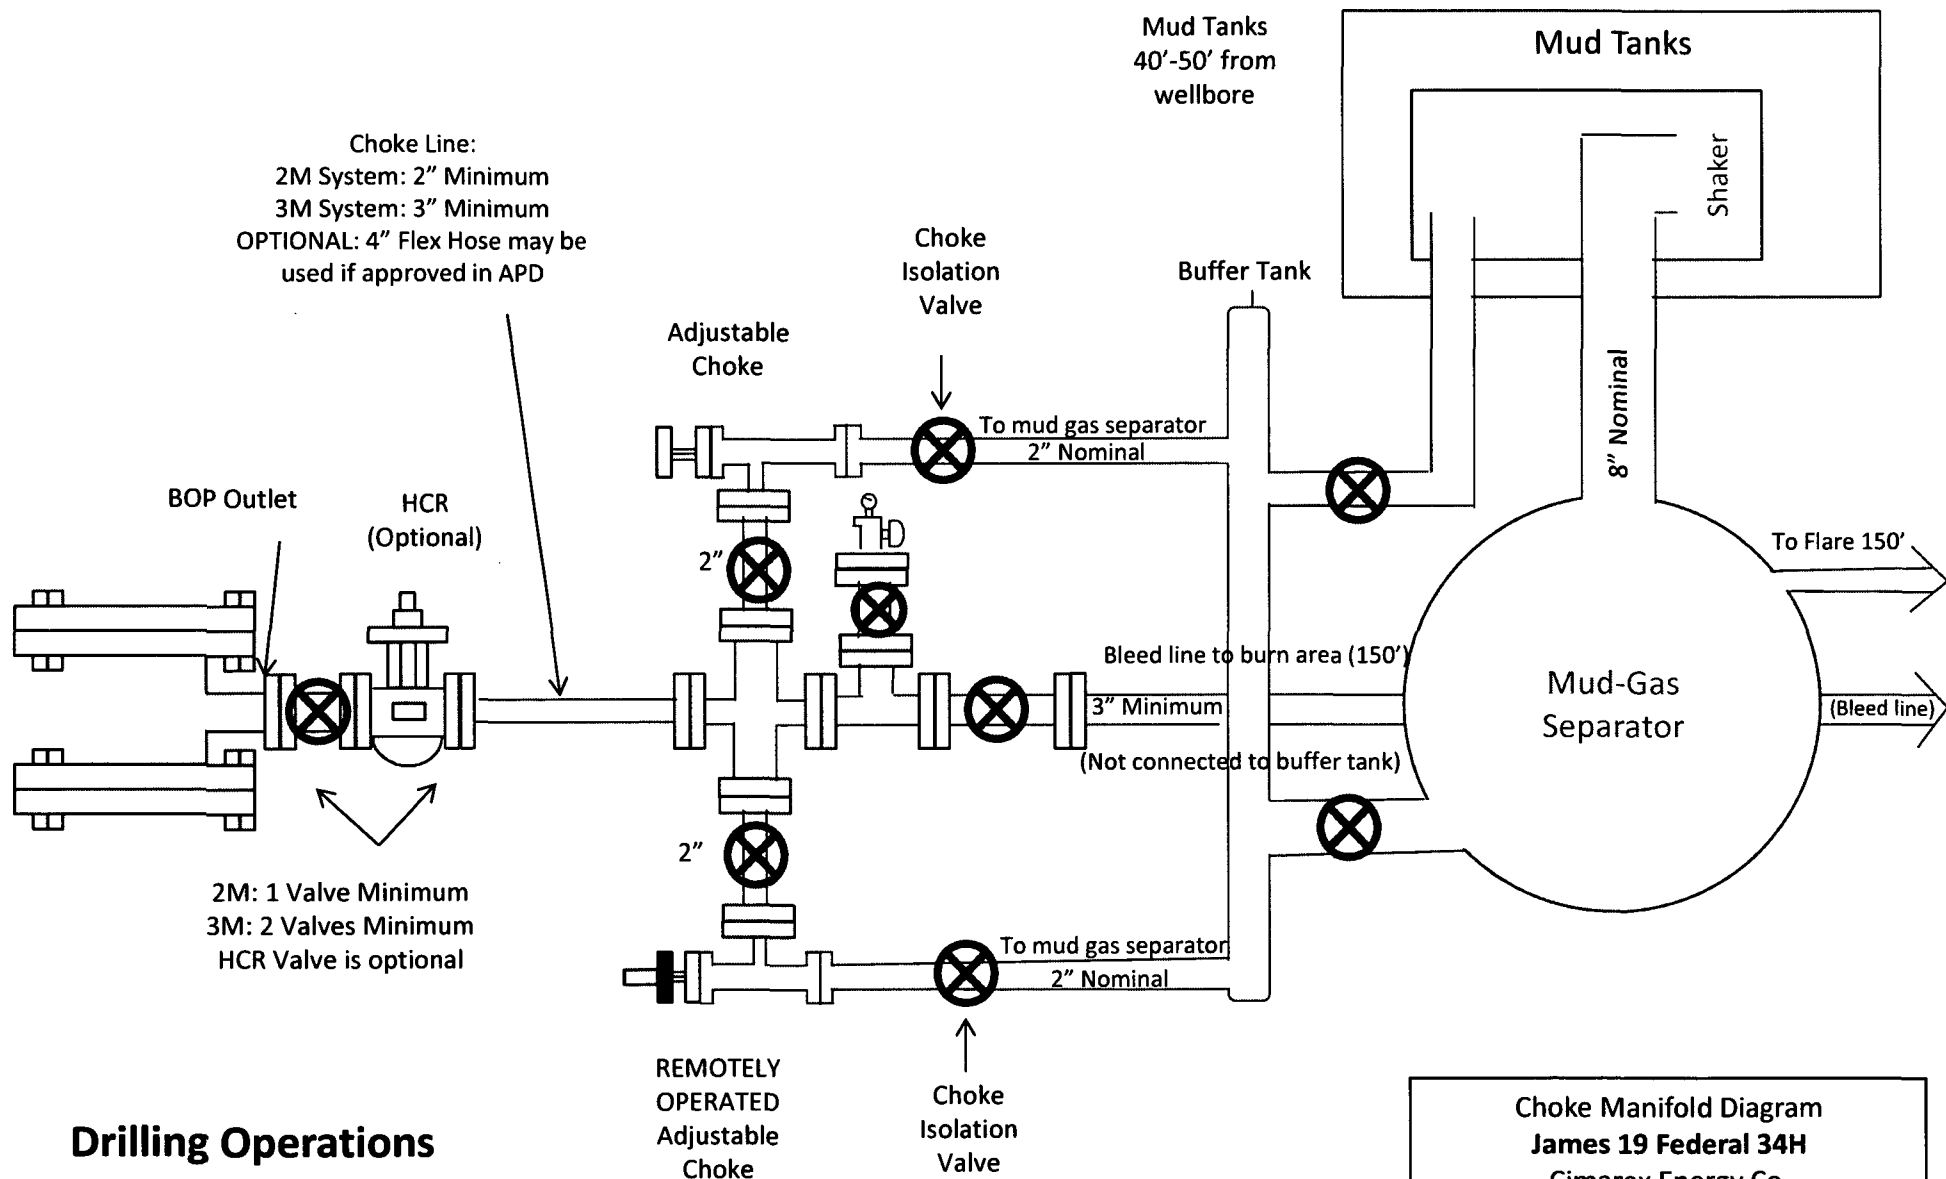 Mud Tanks
40'-50' from
wellbore
Mud Tanks
Shaker
Choke Line:
2M System: 2" Minimum
3M System: 3" Minimum
OPTIONAL: 4" Flex Hose may be
used if approved in APD
Choke
Isolation
Valve
Buffer Tank
Adjustable
Choke
8" Nominal
To mud gas separator
2" Nominal
BOP Outlet
HCR
(Optional)
2"
To Flare 150'
Bleed line to burn area (150')
3" Minimum
(Not connected to buffer tank)
Mud-Gas
Separator
(Bleed line)
2"
2M: 1 Valve Minimum
3M: 2 Valves Minimum
HCR Valve is optional
To mud gas separator
2" Nominal
REMOTELY
OPERATED
Adjustable
Choke
Choke
Isolation
Valve
Drilling Operations
Choke Manifold Diagram
James 19 Federal 34H
Cimarex Energy Co.